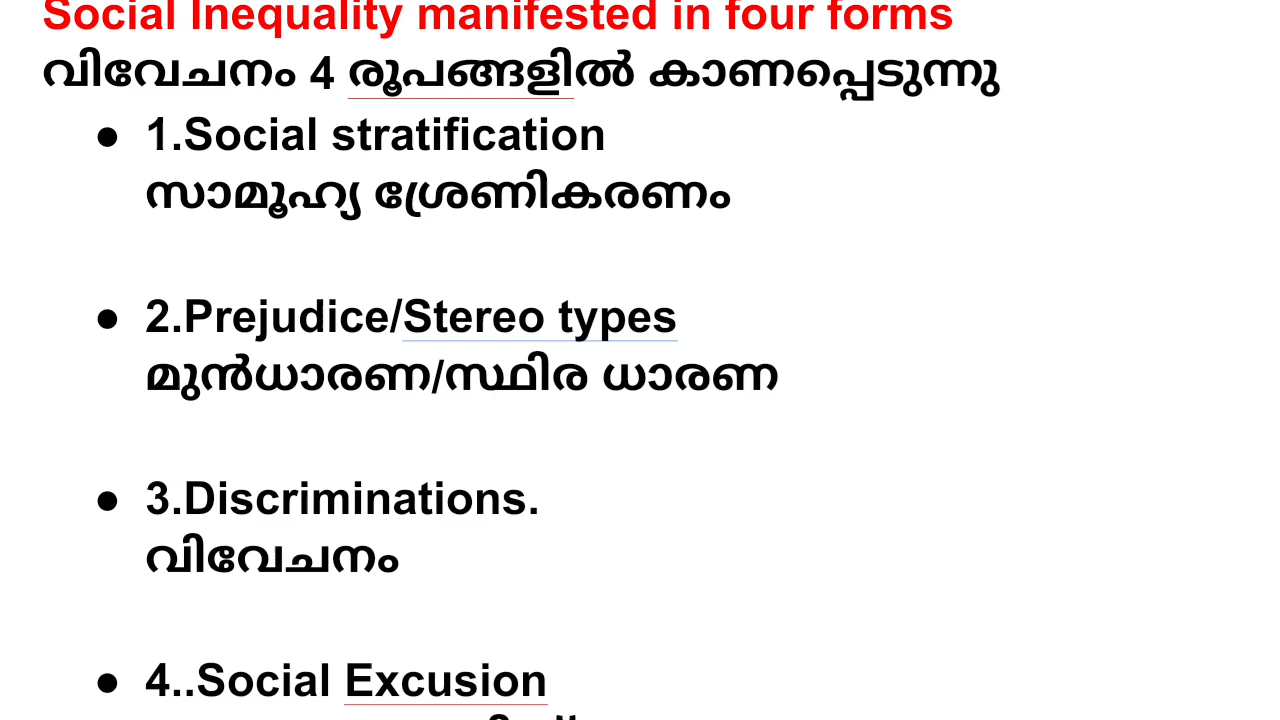 Social Inequality manifested in four forms
വിവേചനം 4 രൂപങ്ങളിൽ കാണപ്പെടുന്നു
● 1.Social stratification
സാമൂഹ്യ ശ്രേണികരണം
● 2.Prejudice/Stereo types
മുൻധാരണ/സ്ഥിര ധാരണ
● 3.Discriminations.
വിവേചനം
● 4..Social Excusion